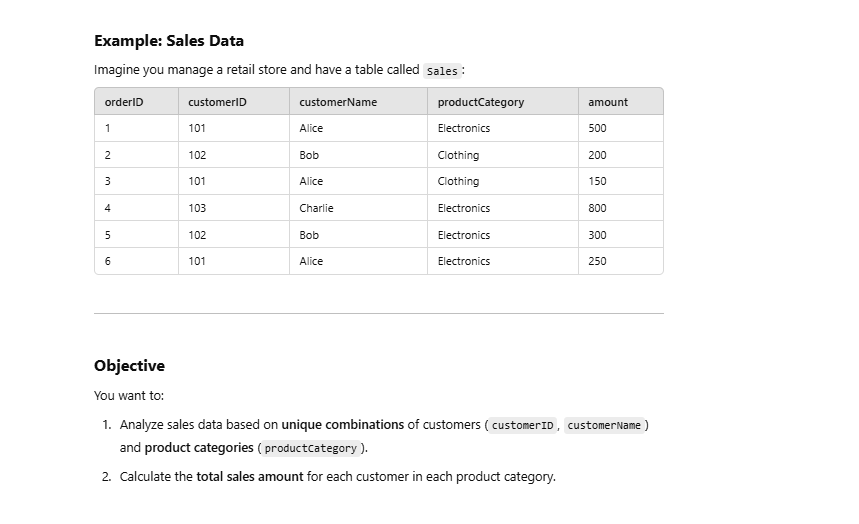 Example: Sales Data
Imagine you manage a retail store and have a table called Sales :
orderID customerID customerName productCategory amount
1 101 Alice Electronics 500
2 102 Bob Clothing 200
3 101 Alice Clothing 150
4 103 Charlie Electronics 800
5 102 Bob Electronics 300
6 101 Alice Electronics 250
Objective
You want to:
1. Analyze sales data based on unique combinations of customers ( customerID , customerName )
and product categories ( productCategory ).
2. Calculate the total sales amount for each customer in each product category.